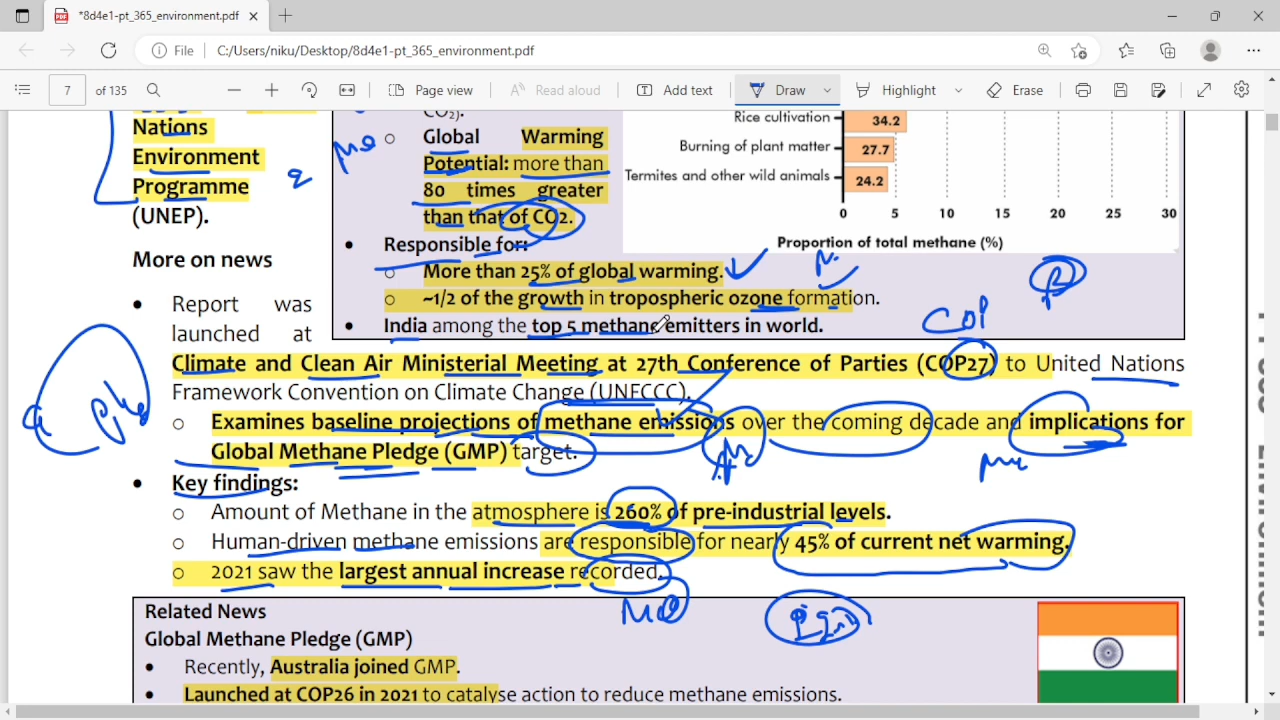 *8d4e1-pt_365_environment.pdf
File C:/Users/niku/Desktop/8d4e1-pt_365_environment.pdf
7 of 135 Page view Read aloud Add text Draw Highlight Erase
Nations
Environment
Programme
(UNEP).
More on news
• Report was
launched at
CO₂).
o Global Warming
Potential: more than
80 times greater
than that of CO2.
• Responsible for:
o More than 25% of global warming.
o ~1/2 of the growth in tropospheric ozone formation.
• India among the top 5 methane emitters in world.
Rice cultivation 34.2
Burning of plant matter 27.7
Termites and other wild animals 24.2
0 5 10 15 20 25 30
Proportion of total methane (%)
COP
Climate and Clean Air Ministerial Meeting at 27th Conference of Parties (COP27) to United Nations
Framework Convention on Climate Change (UNFCCC).
o Examines baseline projections of methane emissions over the coming decade and implications for
Global Methane Pledge (GMP) target.
• Key findings:
o Amount of Methane in the atmosphere is 260% of pre-industrial levels.
o Human-driven methane emissions are responsible for nearly 45% of current net warming.
o 2021 saw the largest annual increase recorded.
Related News
Global Methane Pledge (GMP)
• Recently, Australia joined GMP.
• Launched at COP26 in 2021 to catalyse action to reduce methane emissions.